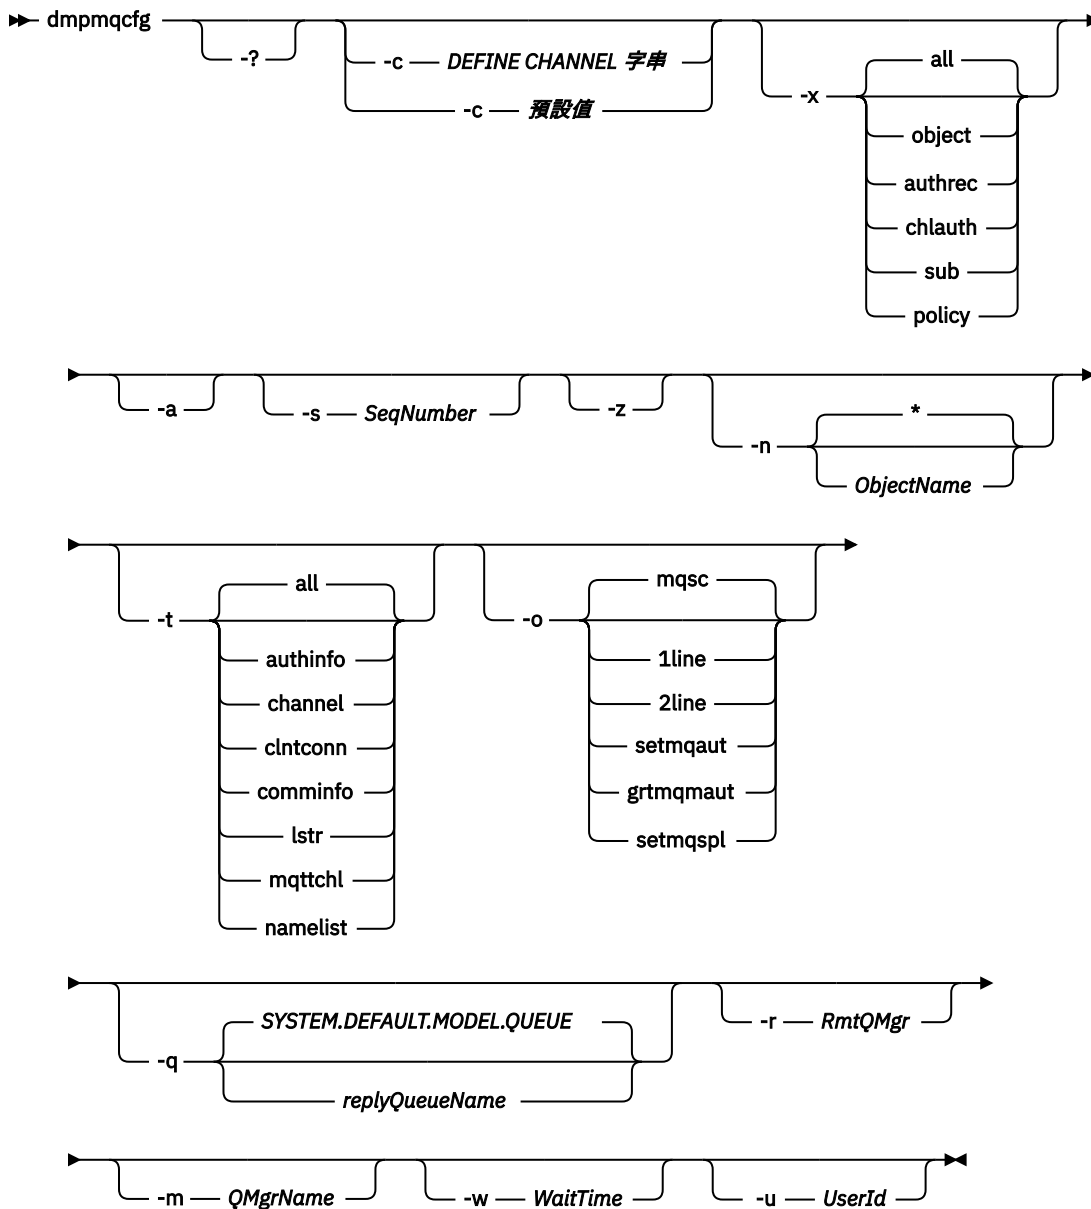 dmpmqcfg
-?
-c DEFINE CHANNEL 字串
-c 預設值
-x
all
object
authrec
chlauth
sub
policy
-a
-s SeqNumber
-z
-n
*
ObjectName
-t
all
authinfo
channel
clntconn
comminfo
lstr
mqttchl
namelist
-o
mqsc
1line
2line
setmqaut
grtmqmaut
setmqspl
-q
SYSTEM.DEFAULT.MODEL.QUEUE
replyQueueName
-r RmtQMgr
-m QMgrName
-w WaitTime
-u UserId